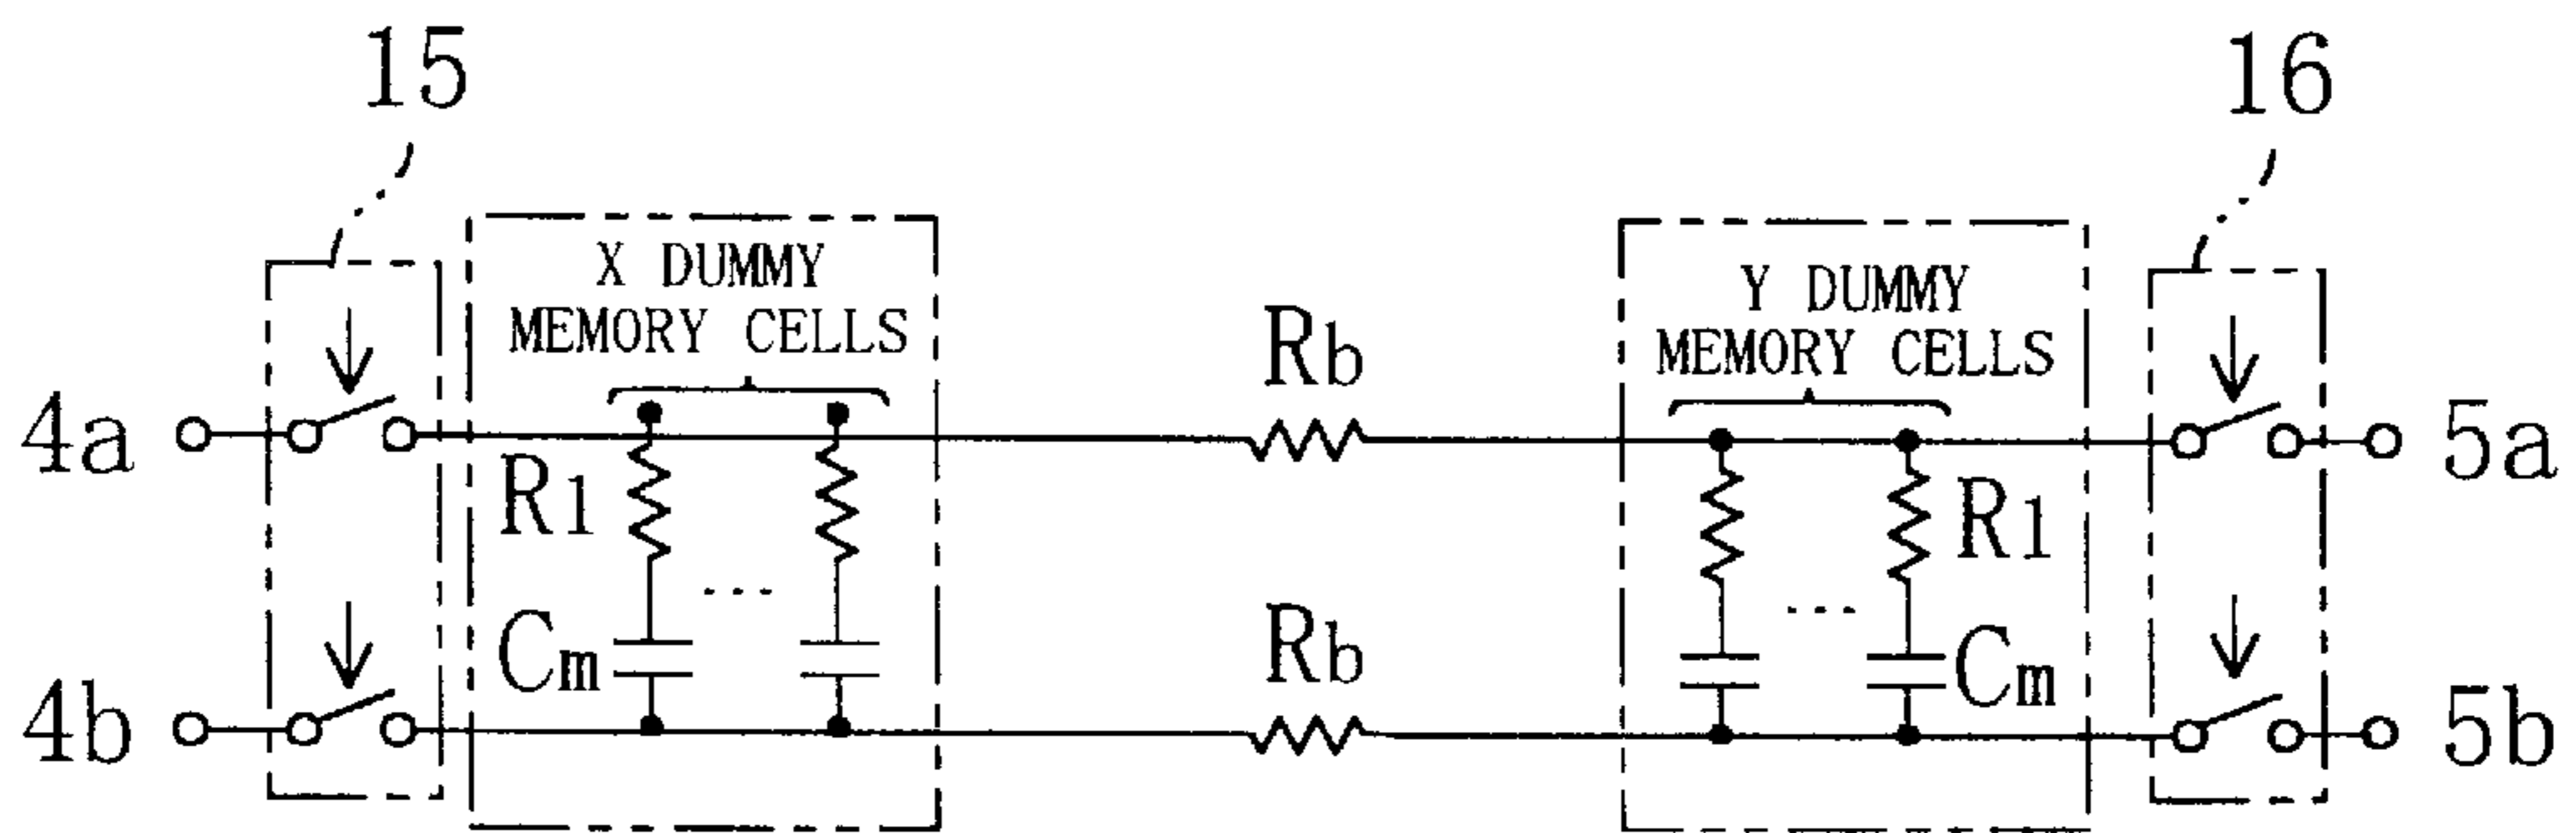 15
16
X DUMMY
MEMORY CELLS
Y DUMMY
MEMORY CELLS
Rb
4a
5a
R1
R1
...
...
Cm
Rb
Cm
4b
5b